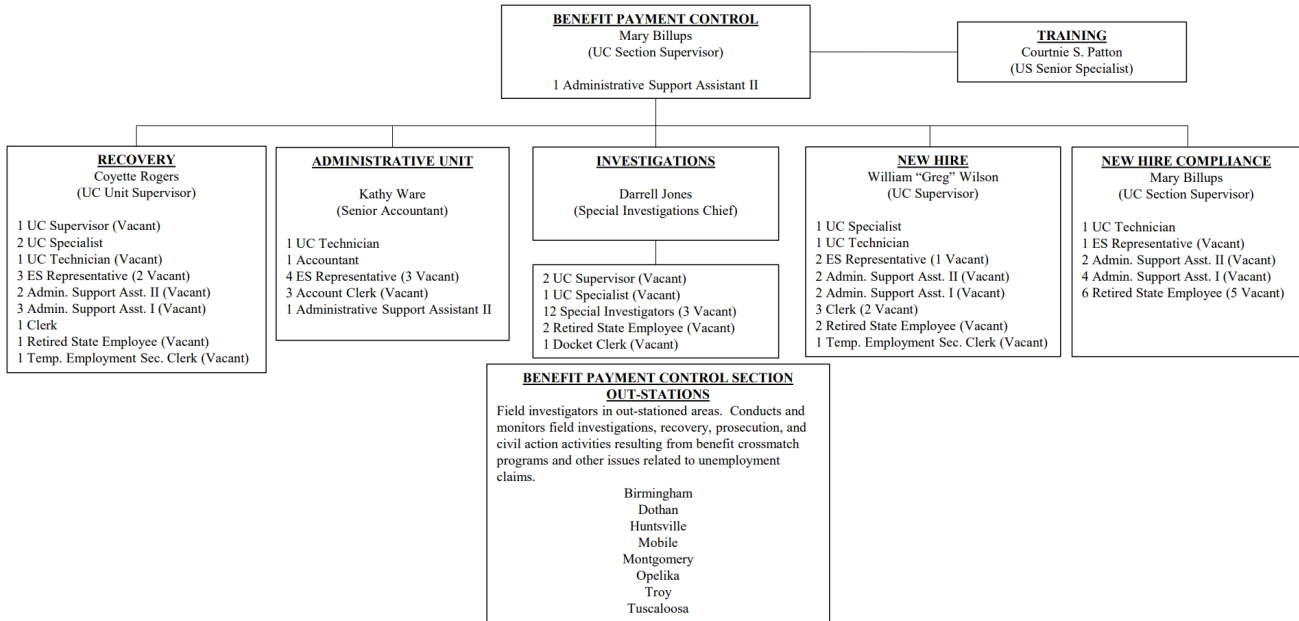 BENEFIT PAYMENT CONTROL
Mary Billups
(UC Section Supervisor)
1 Administrative Support Assistant II
TRAINING
Courtnie S. Patton
(US Senior Specialist)
RECOVERY
Coyette Rogers
(UC Unit Supervisor)
1 UC Supervisor (Vacant)
2 UC Specialist
1 UC Technician (Vacant)
3 ES Representative (2 Vacant)
2 Admin. Support Asst. II (Vacant)
3 Admin. Support Asst. I (Vacant)
1 Clerk
1 Retired State Employee (Vacant)
1 Temp. Employment Sec. Clerk (Vacant)
ADMINISTRATIVE UNIT
Kathy Ware
(Senior Accountant)
1 UC Technician
1 Accountant
4 ES Representative (3 Vacant)
3 Account Clerk (Vacant)
1 Administrative Support Assistant II
INVESTIGATIONS
Darrell Jones
(Special Investigations Chief)
2 UC Supervisor (Vacant)
1 UC Specialist (Vacant)
12 Special Investigators (3 Vacant)
2 Retired State Employee (Vacant)
1 Docket Clerk (Vacant)
NEW HIRE
William “Greg” Wilson
(UC Supervisor)
1 UC Specialist
1 UC Technician
2 ES Representative (1 Vacant)
2 Admin. Support Asst. II (Vacant)
2 Admin. Support Asst. I (Vacant)
3 Clerk (2 Vacant)
2 Retired State Employee (Vacant)
1 Temp. Employment Sec. Clerk (Vacant)
NEW HIRE COMPLIANCE
Mary Billups
(UC Section Supervisor)
1 UC Technician
1 ES Representative (Vacant)
2 Admin. Support Asst. II (Vacant)
4 Admin. Support Asst. I (Vacant)
6 Retired State Employee (5 Vacant)
BENEFIT PAYMENT CONTROL SECTION
OUT-STATIONS
Field investigators in out-stationed areas. Conducts and
monitors field investigations, recovery, prosecution, and
civil action activities resulting from benefit crossmatch
programs and other issues related to unemployment
claims.
Birmingham
Dothan
Huntsville
Mobile
Montgomery
Opelika
Troy
Tuscaloosa